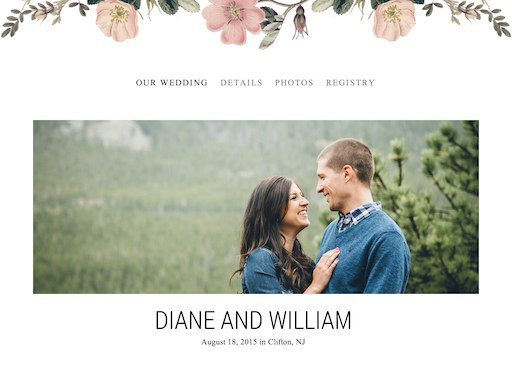 OUR WEDDING DETAILS PHOTOS REGISTRY
DIANE AND WILLIAM
August 18, 2015 in Clifton, NJ